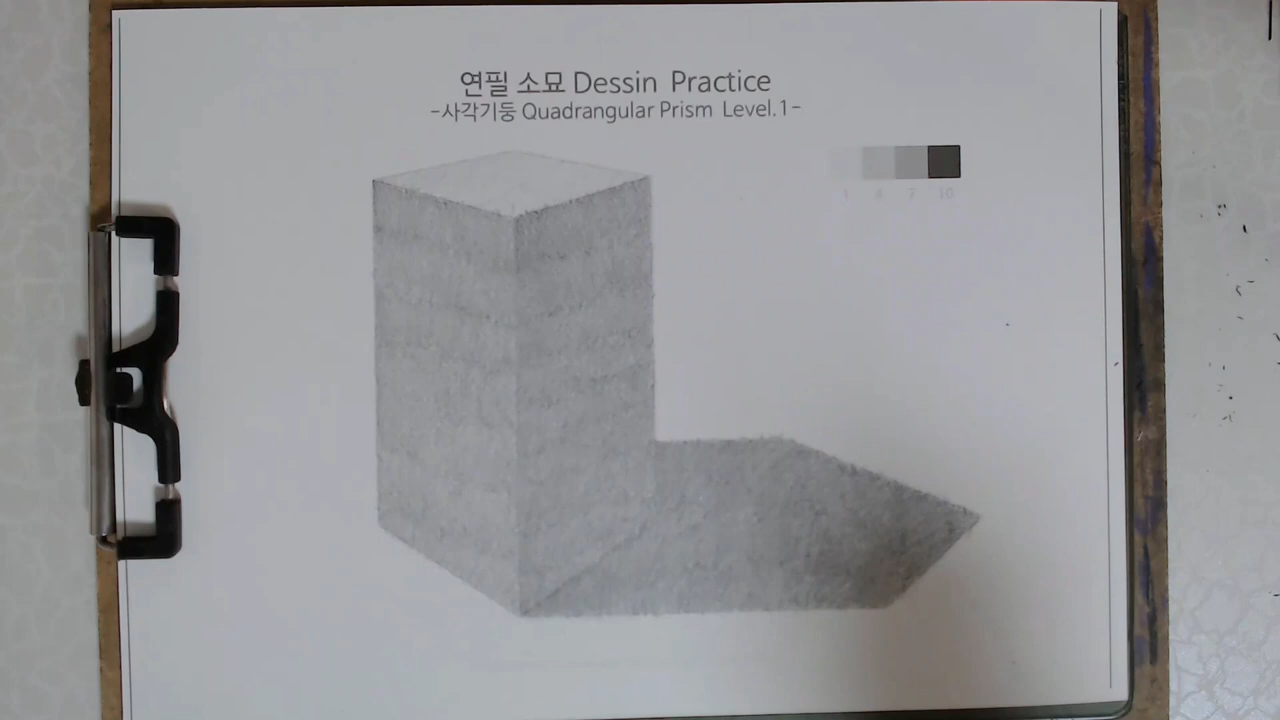 연필 소묘 Dessin Practice
-사각기둥 Quadrangular Prism Level.1-
1 4 7 10